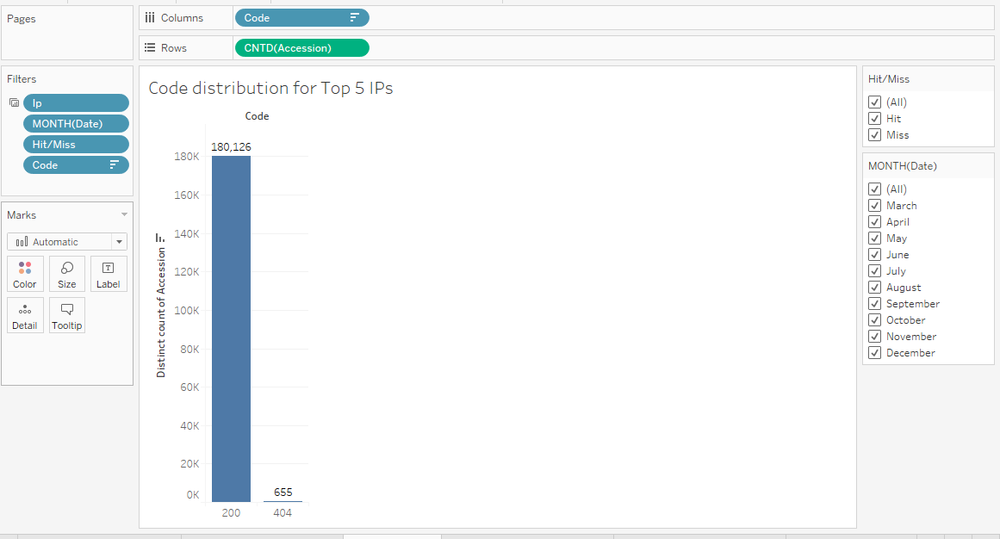 Pages
Columns
Code
Rows
CNTD(Accession)
Filters
Ip
MONTH(Date)
Hit/Miss
Code
Marks
Automatic
Color
Size
Label
Detail
Tooltip
Code distribution for Top 5 IPs
Code
Distinct count of Accession
180K
160K
140K
120K
100K
80K
60K
40K
20K
0K
180,126
655
200
404
Hit/Miss
(All)
Hit
Miss
MONTH(Date)
(All)
March
April
May
June
July
August
September
October
November
December